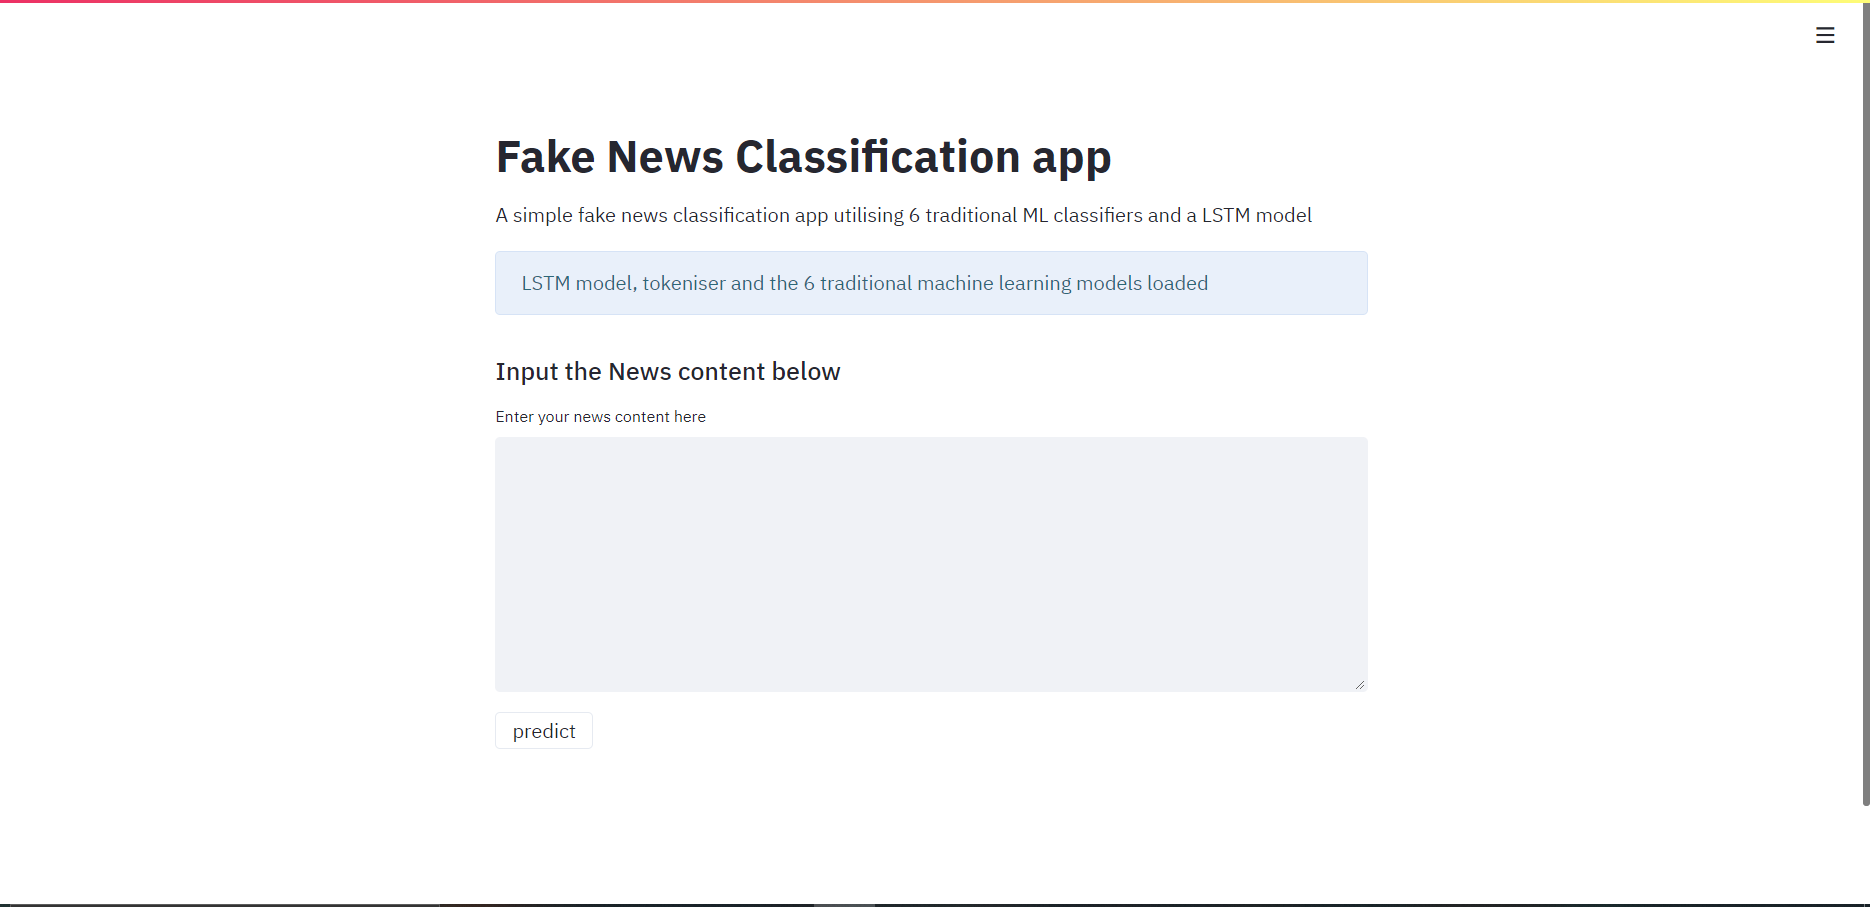 Fake News Classification app
A simple fake news classification app utilising 6 traditional ML classifiers and a LSTM model
LSTM model, tokeniser and the 6 traditional machine learning models loaded
Input the News content below
Enter your news content here
predict